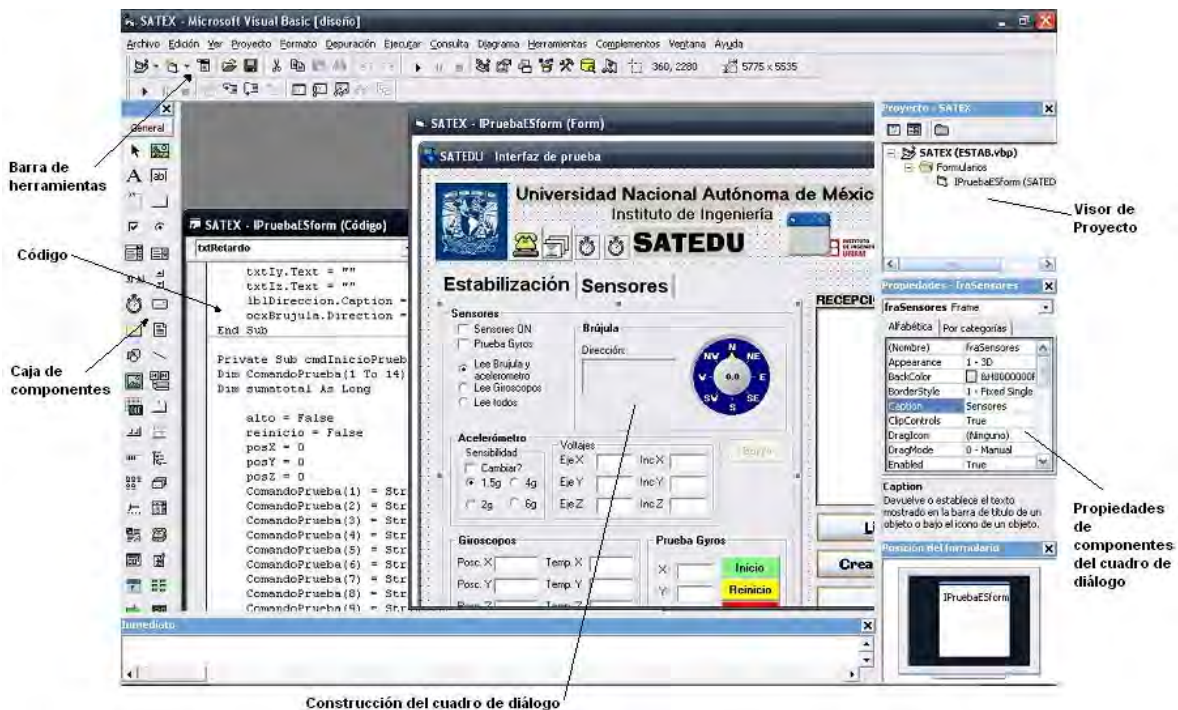 SATEX - Microsoft Visual Basic [diseño]
Archivo Edición Ver Proyecto Formato Depuración Ejecutar Consulta Diagrama Herramientas Complementos Ventana Ayuda
360, 2280 5775 x 5535
General
Barra de
herramientas
Código
Caja de
componentes
SATEX - IPruebaESform (Código)
txtRetardo
txtIy.Text = ""
txtIz.Text = ""
lblDireccion.Caption =
ocxBrujula.Direction =
End Sub
Private Sub cmdInicioPrueb
Dim ComandoPrueba(1 To 14)
Dim sumatotal As Long
alto = False
reinicio = False
posX = 0
posY = 0
posZ = 0
ComandoPrueba(1) = Str
ComandoPrueba(2) = Str
ComandoPrueba(3) = Str
ComandoPrueba(4) = Str
ComandoPrueba(5) = Str
ComandoPrueba(6) = Str
ComandoPrueba(7) = Str
ComandoPrueba(8) = Str
ComandoPrueba(9) = Str
SATEX - IPruebaESform (Form)
SATEDU Interfaz de prueba
Universidad Nacional Autónoma de Méxic
Instituto de Ingeniería
SATEDU
Estabilización Sensores
RECEPCI
Sensores
Sensores ON
Prueba Gyros
Lee Brujula y
acelerometro
Lee Giroscopos
Lee todos
Brújula
Dirección:
N
NE
E
SE
S
SW
W
NW
0.0
Acelerómetro
Sensibilidad
Cambiar?
1.5g 4g
2g 6g
Voltajes
Eje X Inc X
Eje Y Inc Y
Eje Z Inc Z
Giroscopos
Posc. X Temp. X
Posc. Y Temp. Y
Prueba Gyros
X: Inicio
Y: Reinicio
Li
Crea
Inmediato
Proyecto - SATEX
SATEX (ESTAB.vbp)
Formularios
IPruebaESform (SATED
Visor de
Proyecto
Propiedades - fraSensores
fraSensores Frame
Alfabética Por categorías
(Nombre) fraSensores
Appearance 1 - 3D
BackColor &H8000000F
BorderStyle 1 - Fixed Single
Caption Sensores
ClipControls True
DragIcon (Ninguno)
DragMode 0 - Manual
Enabled True
Caption
Devuelve o establece el texto
mostrado en la barra de título de un
objeto o bajo el icono de un objeto.
Propiedades
de
componentes
del cuadro de
diálogo
Posición del formulario
IPruebaESform
Construcción del cuadro de diálogo